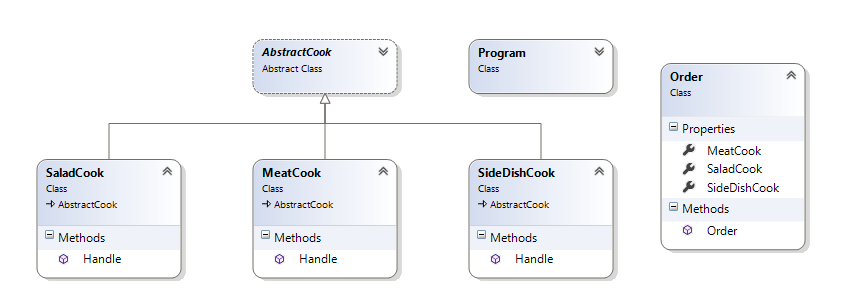 AbstractCook
Abstract Class
Program
Class
Order
Class
Properties
MeatCook
SaladCook
SideDishCook
Methods
Order
SaladCook
Class
AbstractCook
Methods
Handle
MeatCook
Class
AbstractCook
Methods
Handle
SideDishCook
Class
AbstractCook
Methods
Handle